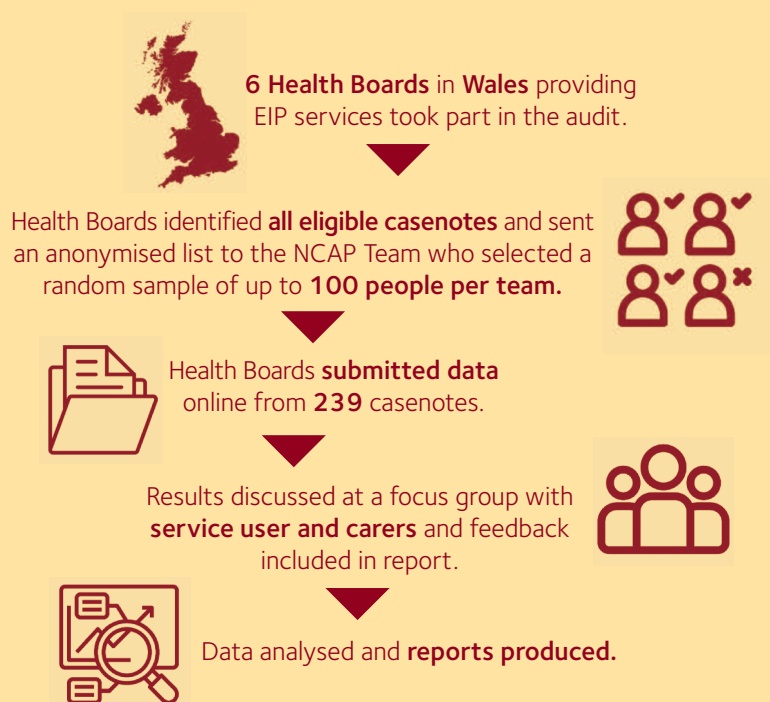 6 Health Boards in Wales providing
EIP services took part in the audit.
Health Boards identified all eligible casenotes and sent
an anonymised list to the NCAP Team who selected a
random sample of up to 100 people per team.
Health Boards submitted data
online from 239 casenotes.
Results discussed at a focus group with
service user and carers and feedback
included in report.
Data analysed and reports produced.